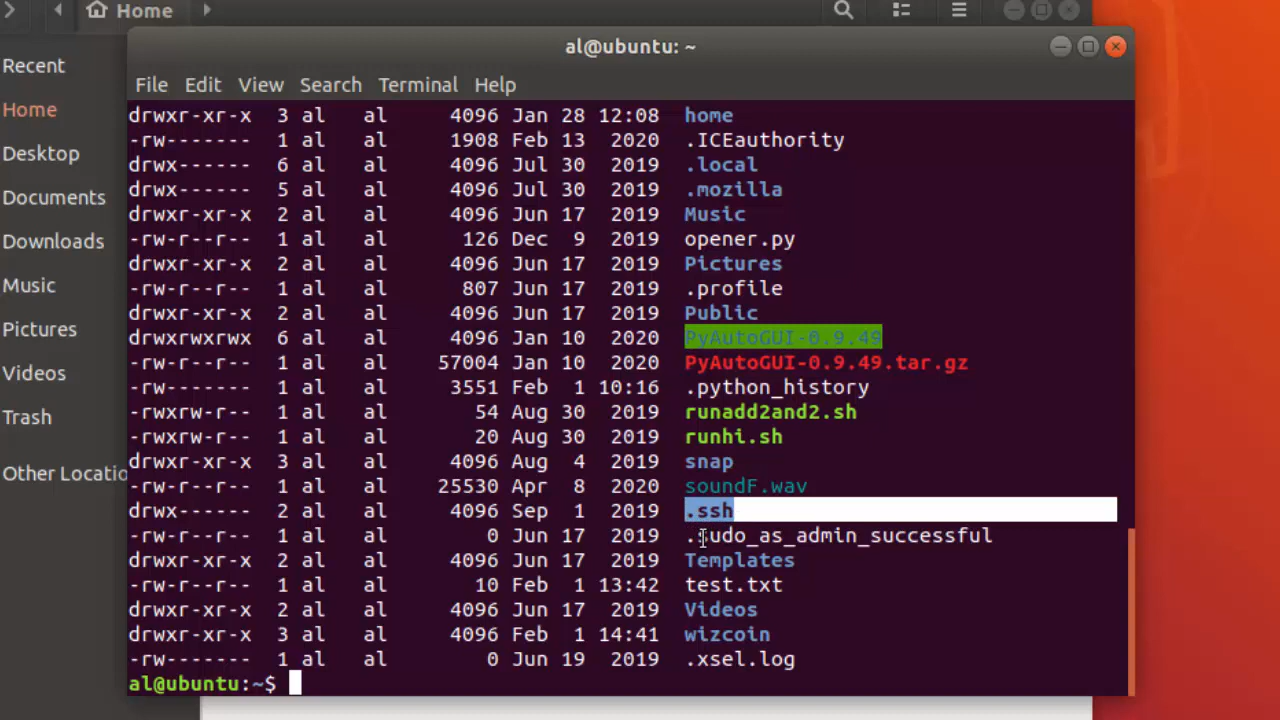 Home
al@ubuntu: ~
Recent
Home
Desktop
Documents
Downloads
Music
Pictures
Videos
Trash
Other Locatio
File Edit View Search Terminal Help
drwxr-xr-x 3 al al 4096 Jan 28 12:08 home
-rw------- 1 al al 1908 Feb 13 2020 .ICEauthority
drwx------ 6 al al 4096 Jul 30 2019 .local
drwx------ 5 al al 4096 Jul 30 2019 .mozilla
drwxr-xr-x 2 al al 4096 Jun 17 2019 Music
-rw-r--r-- 1 al al 126 Dec 9 2019 opener.py
drwxr-xr-x 2 al al 4096 Jun 17 2019 Pictures
-rw-r--r-- 1 al al 807 Jun 17 2019 .profile
drwxr-xr-x 2 al al 4096 Jun 17 2019 Public
drwxrwxrwx 6 al al 4096 Jan 10 2020 PyAutoGUI-0.9.49
-rw-r--r-- 1 al al 57004 Jan 10 2020 PyAutoGUI-0.9.49.tar.gz
-rw------- 1 al al 3551 Feb 1 10:16 .python_history
-rwxrw-r-- 1 al al 54 Aug 30 2019 runadd2and2.sh
-rwxrw-r-- 1 al al 20 Aug 30 2019 runhi.sh
drwxr-xr-x 3 al al 4096 Aug 4 2019 snap
-rw-r--r-- 1 al al 25530 Apr 8 2020 soundF.wav
drwx------ 2 al al 4096 Sep 1 2019 .ssh
-rw-r--r-- 1 al al 0 Jun 17 2019 .sudo_as_admin_successful
drwxr-xr-x 2 al al 4096 Jun 17 2019 Templates
-rw-r--r-- 1 al al 10 Feb 1 13:42 test.txt
drwxr-xr-x 2 al al 4096 Jun 17 2019 Videos
drwxr-xr-x 3 al al 4096 Feb 1 14:41 wizcoin
-rw------- 1 al al 0 Jun 19 2019 .xsel.log
al@ubuntu:~$